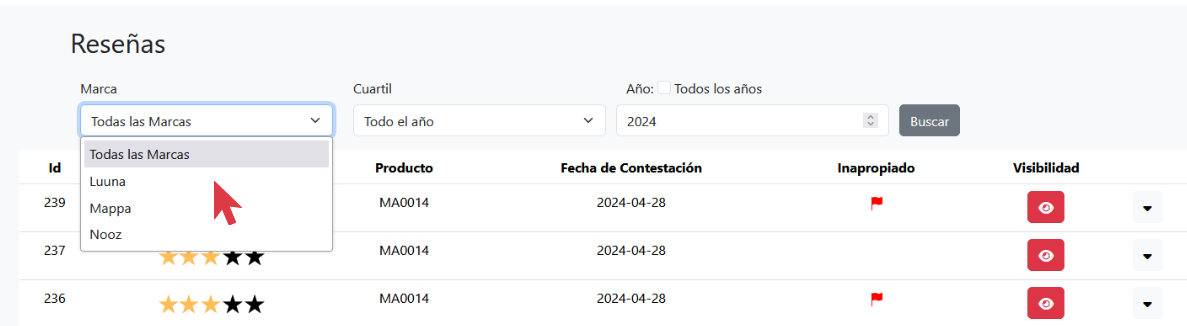 Reseñas
Marca Cuartil Año: Todos los años
Todas las Marcas Todo el año 2024 Buscar
Todas las Marcas
Luuna
Mappa
Nooz
Id Producto Fecha de Contestación Inapropiado Visibilidad
239 MA0014 2024-04-28
237 MA0014 2024-04-28
236 MA0014 2024-04-28